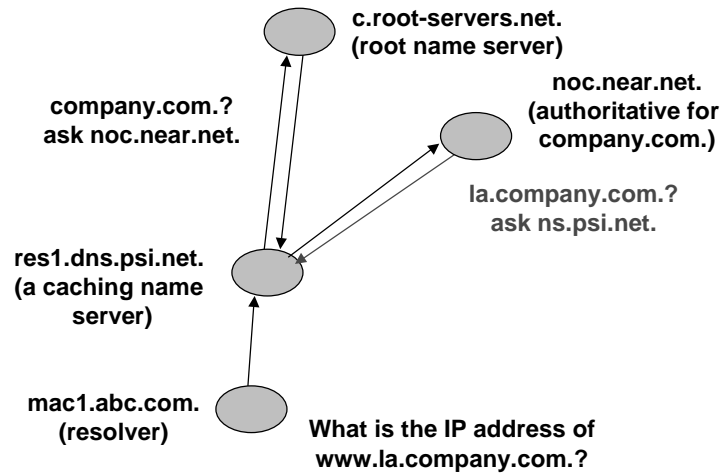 c.root-servers.net.
(root name server)
noc.near.net.
(authoritative for
company.com.)
company.com.?
ask noc.near.net.
la.company.com.?
ask ns.psi.net.
res1.dns.psi.net.
(a caching name
server)
mac1.abc.com.
(resolver)
What is the IP address of
www.la.company.com.?